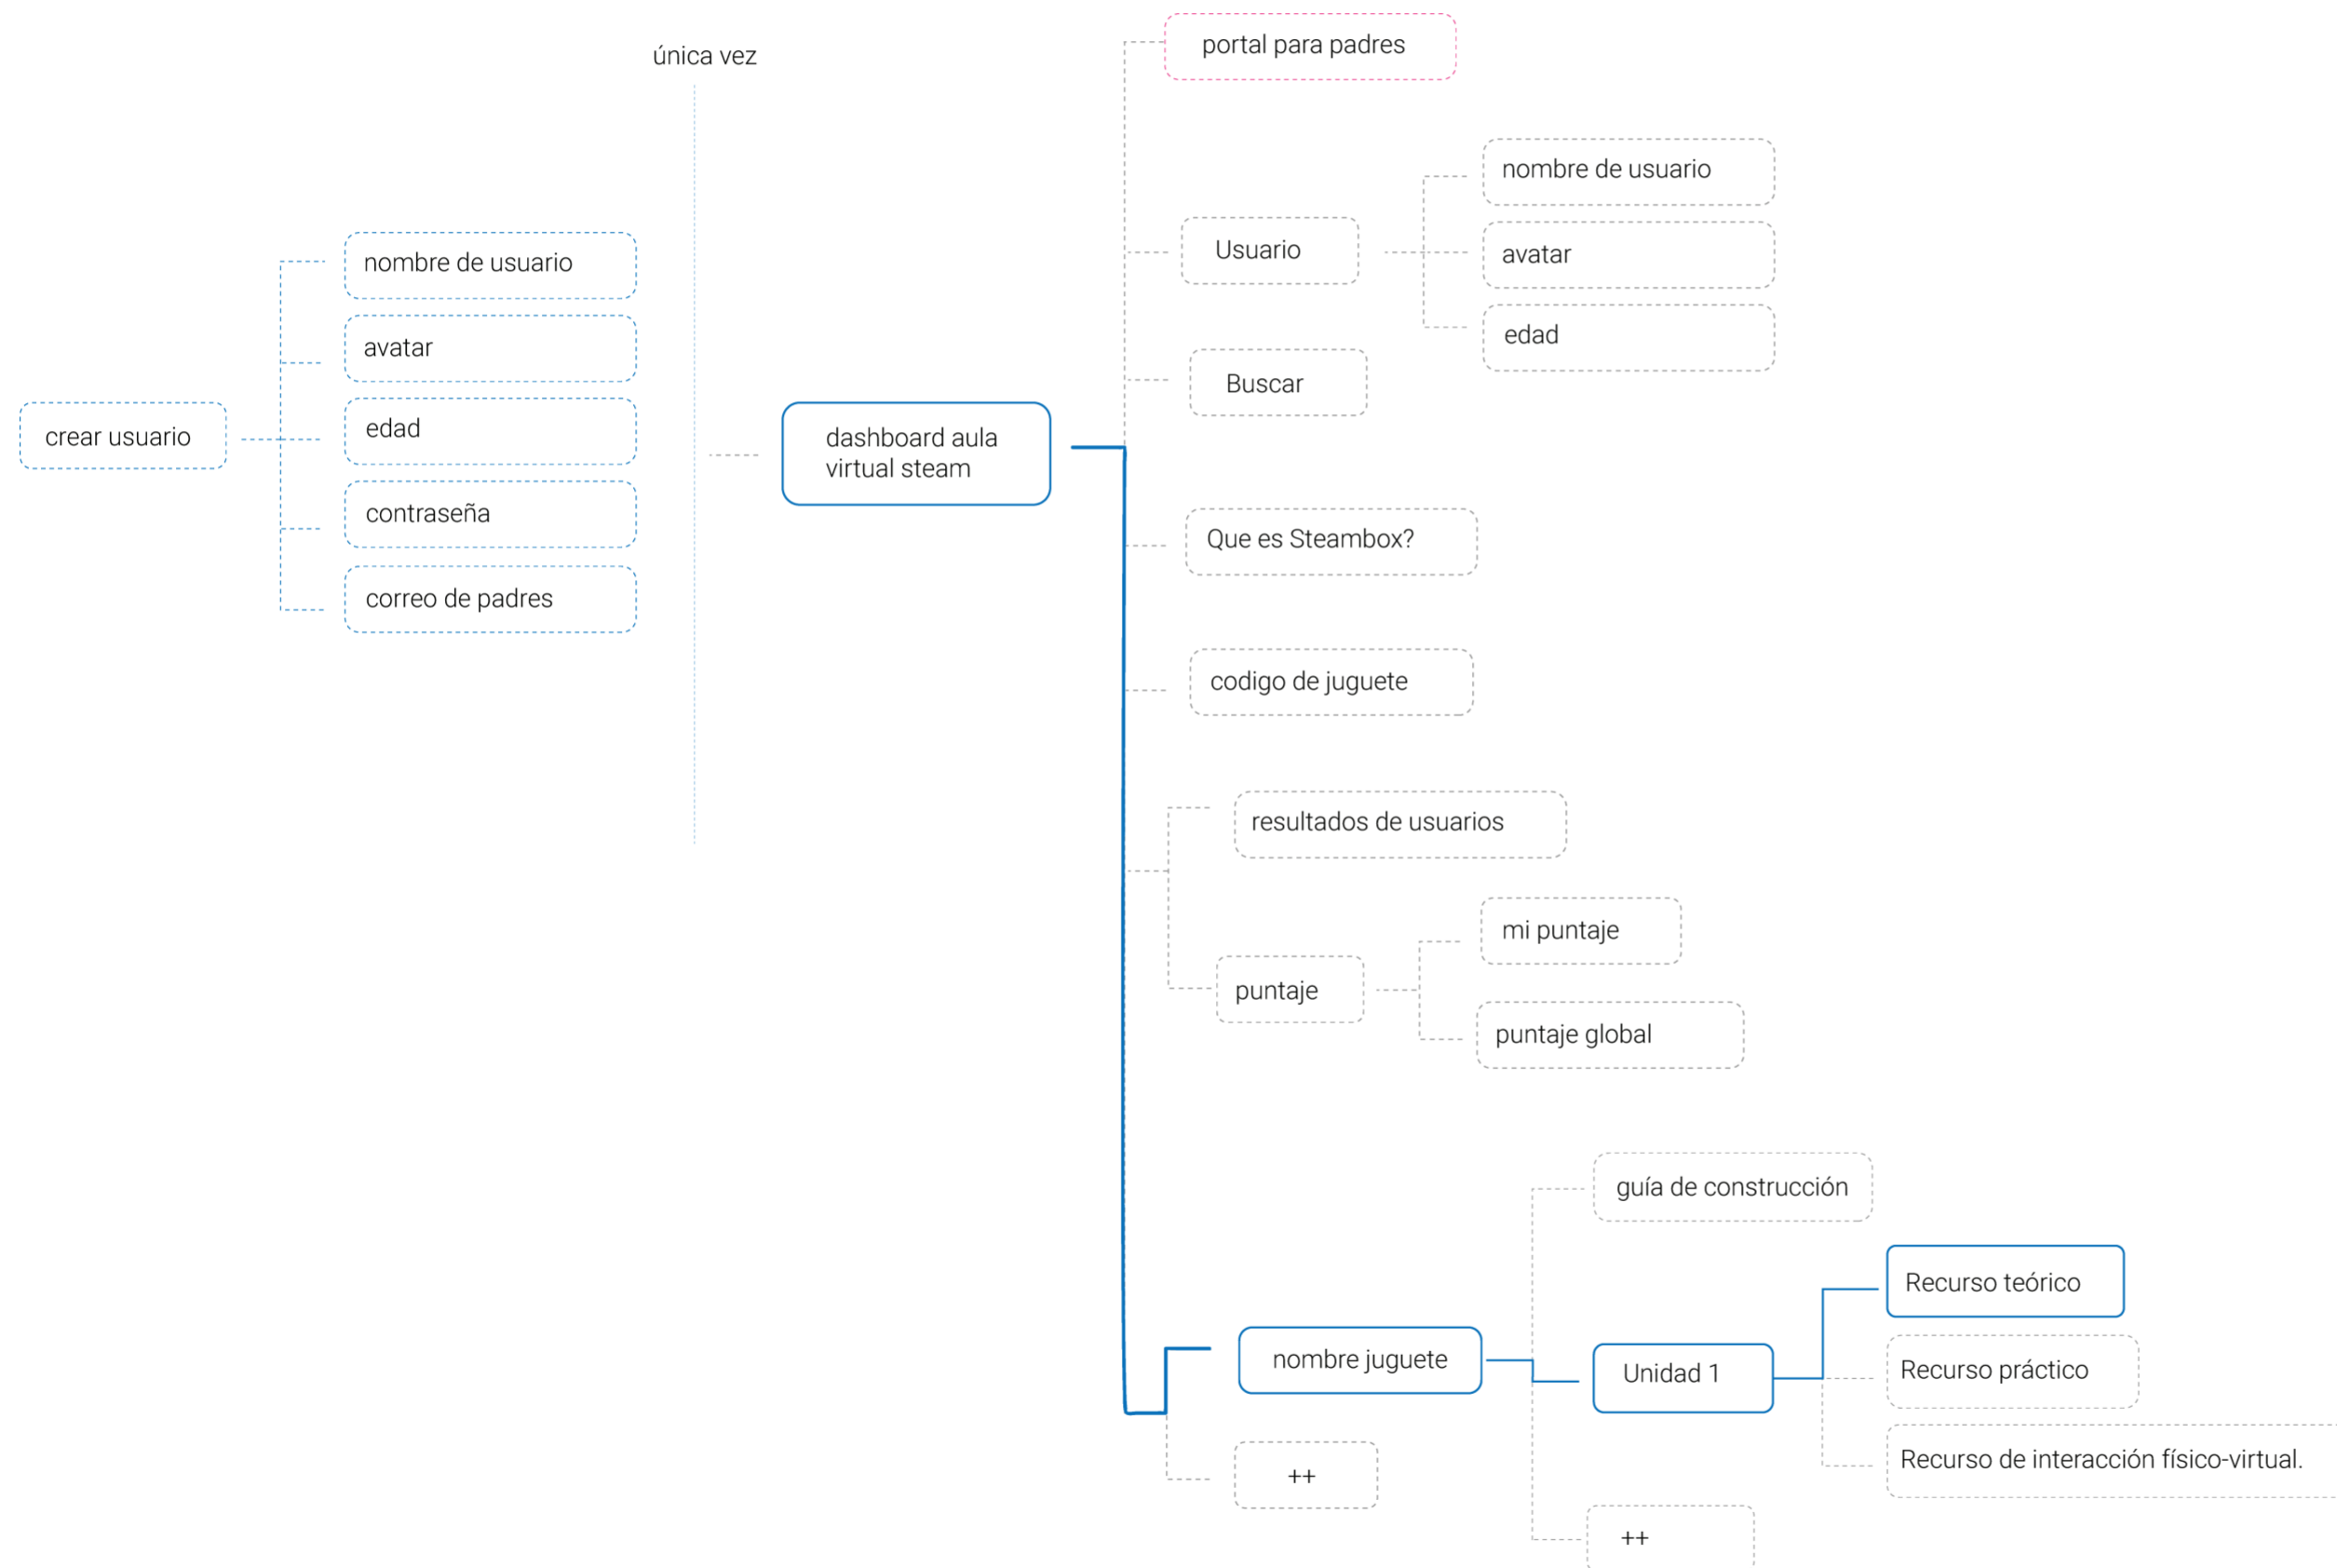 única vez
crear usuario
nombre de usuario
avatar
edad
contraseña
correo de padres
dashboard aula
virtual steam
portal para padres
Usuario
nombre de usuario
avatar
edad
Buscar
Que es Steambox?
codigo de juguete
resultados de usuarios
puntaje
mi puntaje
puntaje global
nombre juguete
++
guía de construcción
Unidad 1
++
Recurso teórico
Recurso práctico
Recurso de interacción físico-virtual.